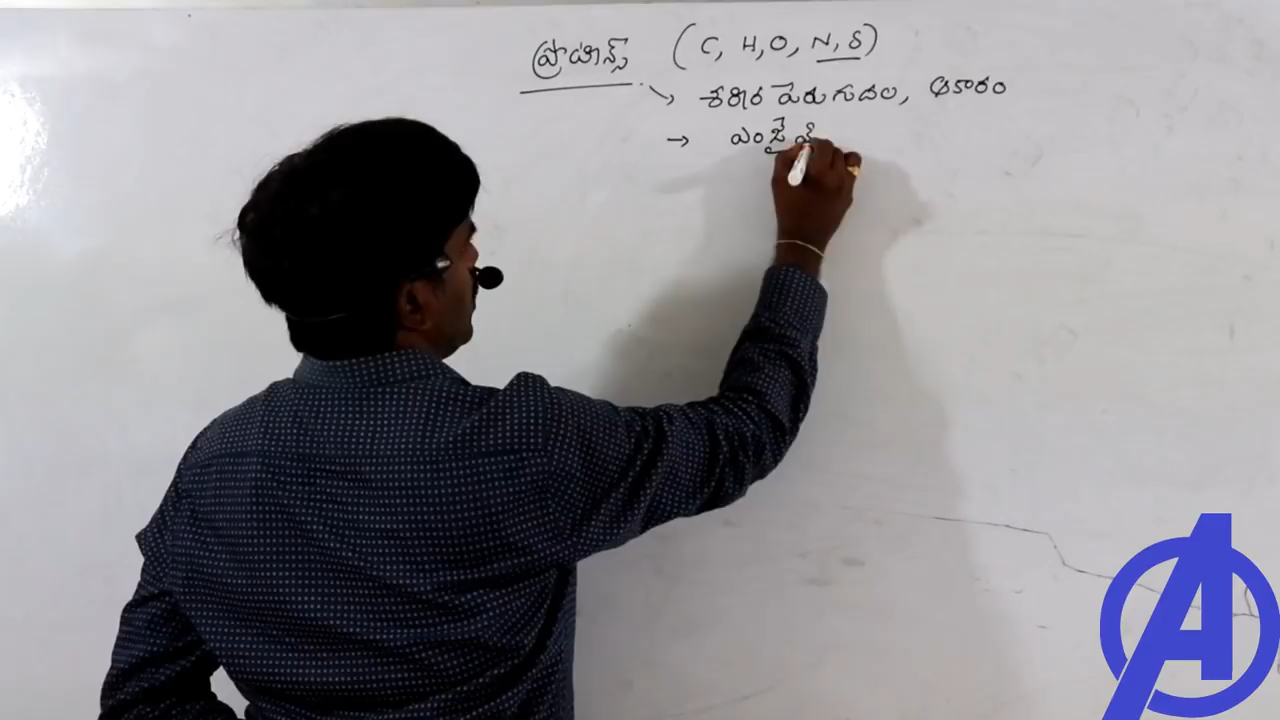 ప్రొటీన్స్ (C, H, O, N, S)
→ శరీర పెరుగుదల, ఆకారం
→ ఎంజై